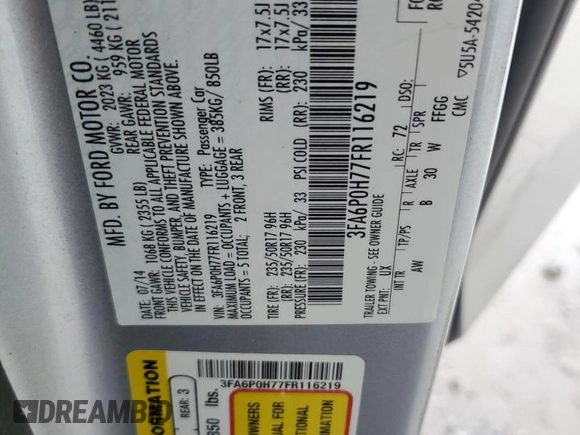 MFD. BY FORD MOTOR CO.
DATE: 07/14 GVWR: 2023 KG ( 4460 LB)
FRONT GAWR: 1068 KG ( 2355 LB) REAR GAWR: 959 KG
THIS VEHICLE CONFORMS TO ALL APPLICABLE FEDERAL MOTOR
VEHICLE SAFETY, BUMPER, AND THEFT PREVENTION STANDARDS
IN EFFECT ON THE DATE OF MANUFACTURE SHOWN ABOVE.
VIN: 3FA6P0H77FR116219 TYPE: Passenger Car
MAXIMUM LOAD = OCCUPANTS + LUGGAGE = 385KG/ 850LB
OCCUPANTS: 5 TOTAL: 2 FRONT, 3 REAR
TIRE (FR): 235/50R17 96H RIMS (FR): 17x7.5J
TIRE (RR): 235/50R17 96H (RR): 17x7.5J
PRESSURE (FR): 230 kPa/ 33 PSI COLD (RR): 230 kPa/ 33
3FA6P0H77FR116219
TRAILER TOWING - SEE OWNER GUIDE
EXT PNT: UX RC: 72 DSO:
INT TR TP/PS R AXLE TR SPR
AW B 30 W FFGG
CMC
▽5U5A-5420
3FA6P0H77FR116219
REAR: 3
850 lbs.
ORMATION
OWNERS
UAL FOR
TIONAL
RMATION
DREAMBID